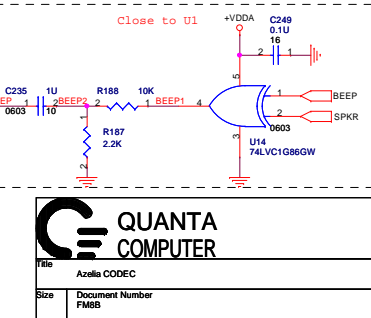 Close to U1
+VDDA
C249
0.1U
16
2 1
5
C235 1U
EP 1 2 BEEP2 2 R188 10K 1 BEEP1 4
0603 10
1 BEEP
2 SPKR
0603
1
R187
2.2K
2
3
U14
74LVC1G86GW
QUANTA
COMPUTER
Title
Azelia CODEC
Size Document Number
FM8B